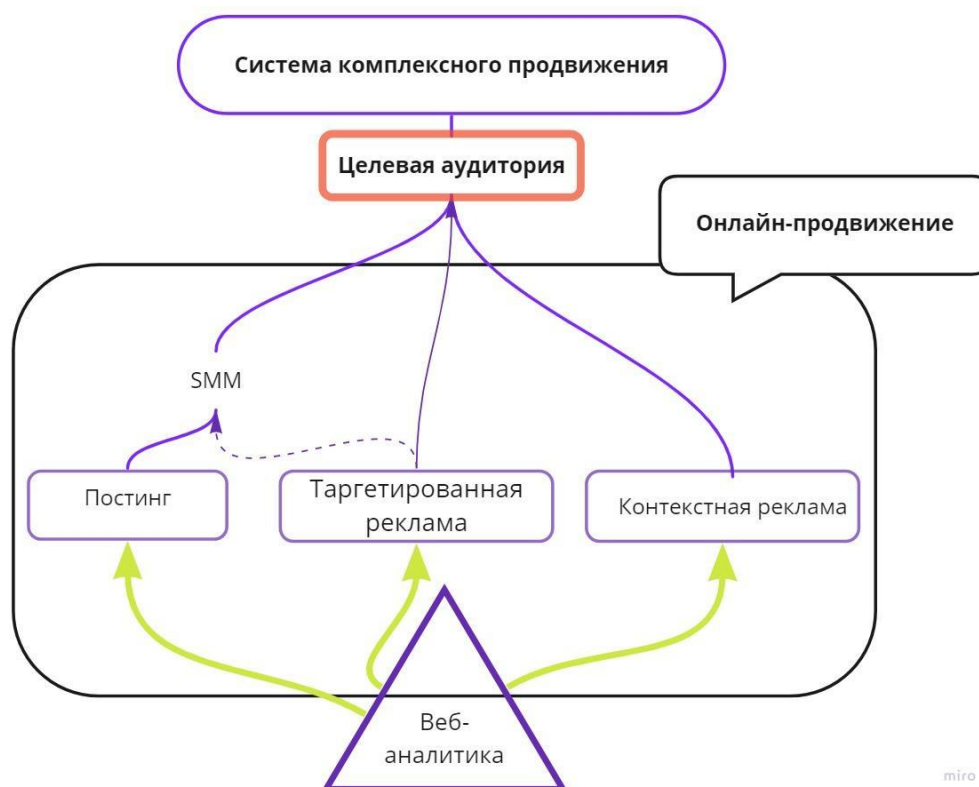 Система комплексного продвижения
Целевая аудитория
Онлайн-продвижение
SMM
Постинг
Таргетированная
реклама
Контекстная реклама
Веб-
аналитика
miro